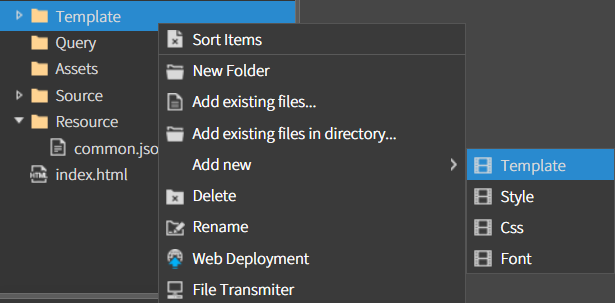 Template
Query
Assets
Source
Resource
common.jso
index.html
Sort Items
New Folder
Add existing files...
Add existing files in directory...
Add new
Delete
Rename
Web Deployment
File Transmiter
Template
Style
Css
Font